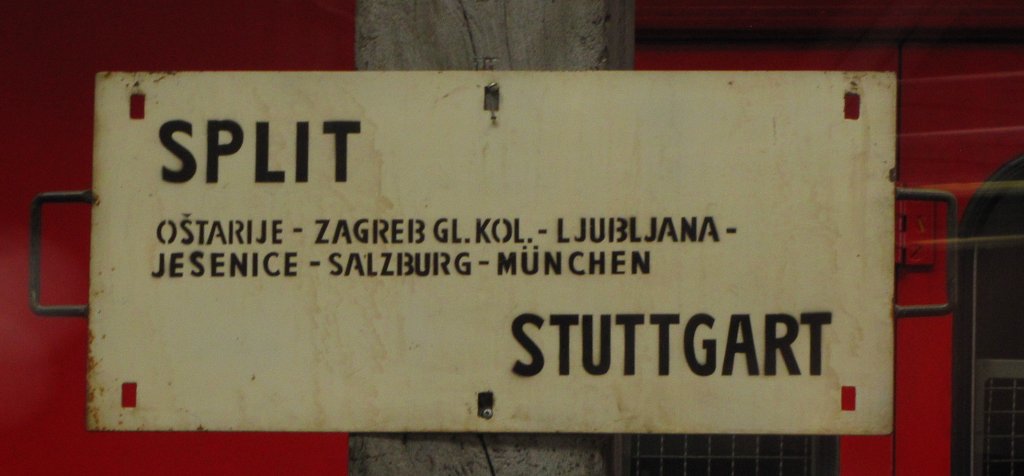 SPLIT
OŠTARIJE - ZAGREB GL.KOL. - LJUBLJANA -
JESENICE - SALZBURG - MÜNCHEN
STUTTGART